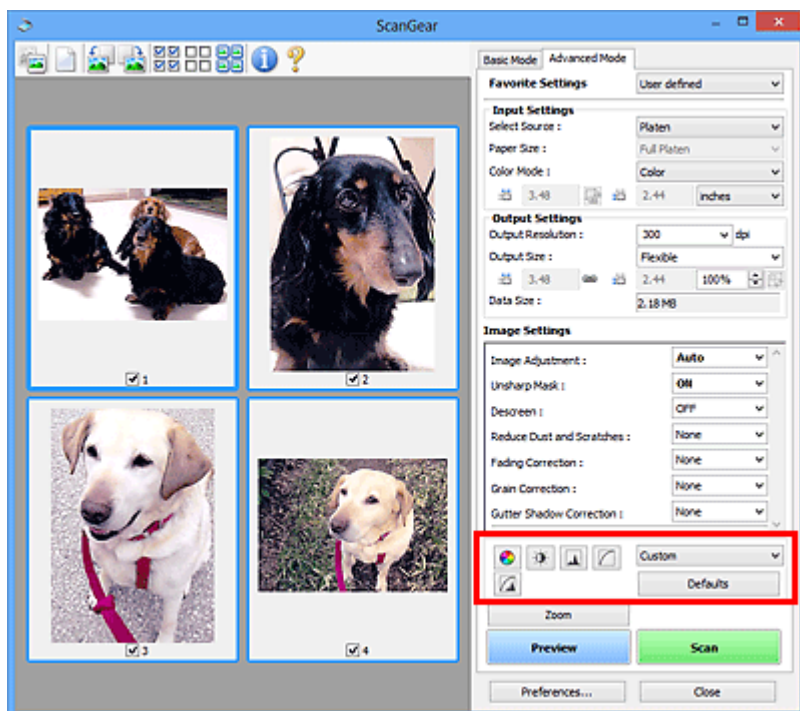 ScanGear
Basic Mode Advanced Mode
Favorite Settings User defined
Input Settings
Select Source : Platen
Paper Size : Full Platen
Color Mode : Color
3.48 2.44 inches
Output Settings
Output Resolution : 300 dpi
Output Size : Flexible
3.48 2.44 100%
Data Size : 2.18 MB
Image Settings
Image Adjustment : Auto
Unsharp Mask : ON
Descreen : OFF
Reduce Dust and Scratches : None
Fading Correction : None
Grain Correction : None
Gutter Shadow Correction : None
Custom
Defaults
Zoom
Preview Scan
Preferences... Close
1
2
3
4